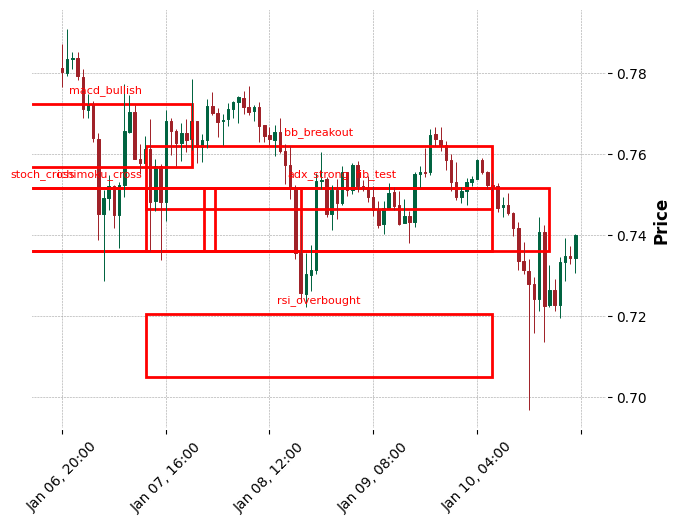 0.78
macd_bullish
0.76
bb_breakout
stoch_cross
ichimoku_cross
adx_strong
fib_test
0.74
Price
0.72
rsi_overbought
0.70
Jan 06, 20:00
Jan 07, 16:00
Jan 08, 12:00
Jan 09, 08:00
Jan 10, 04:00